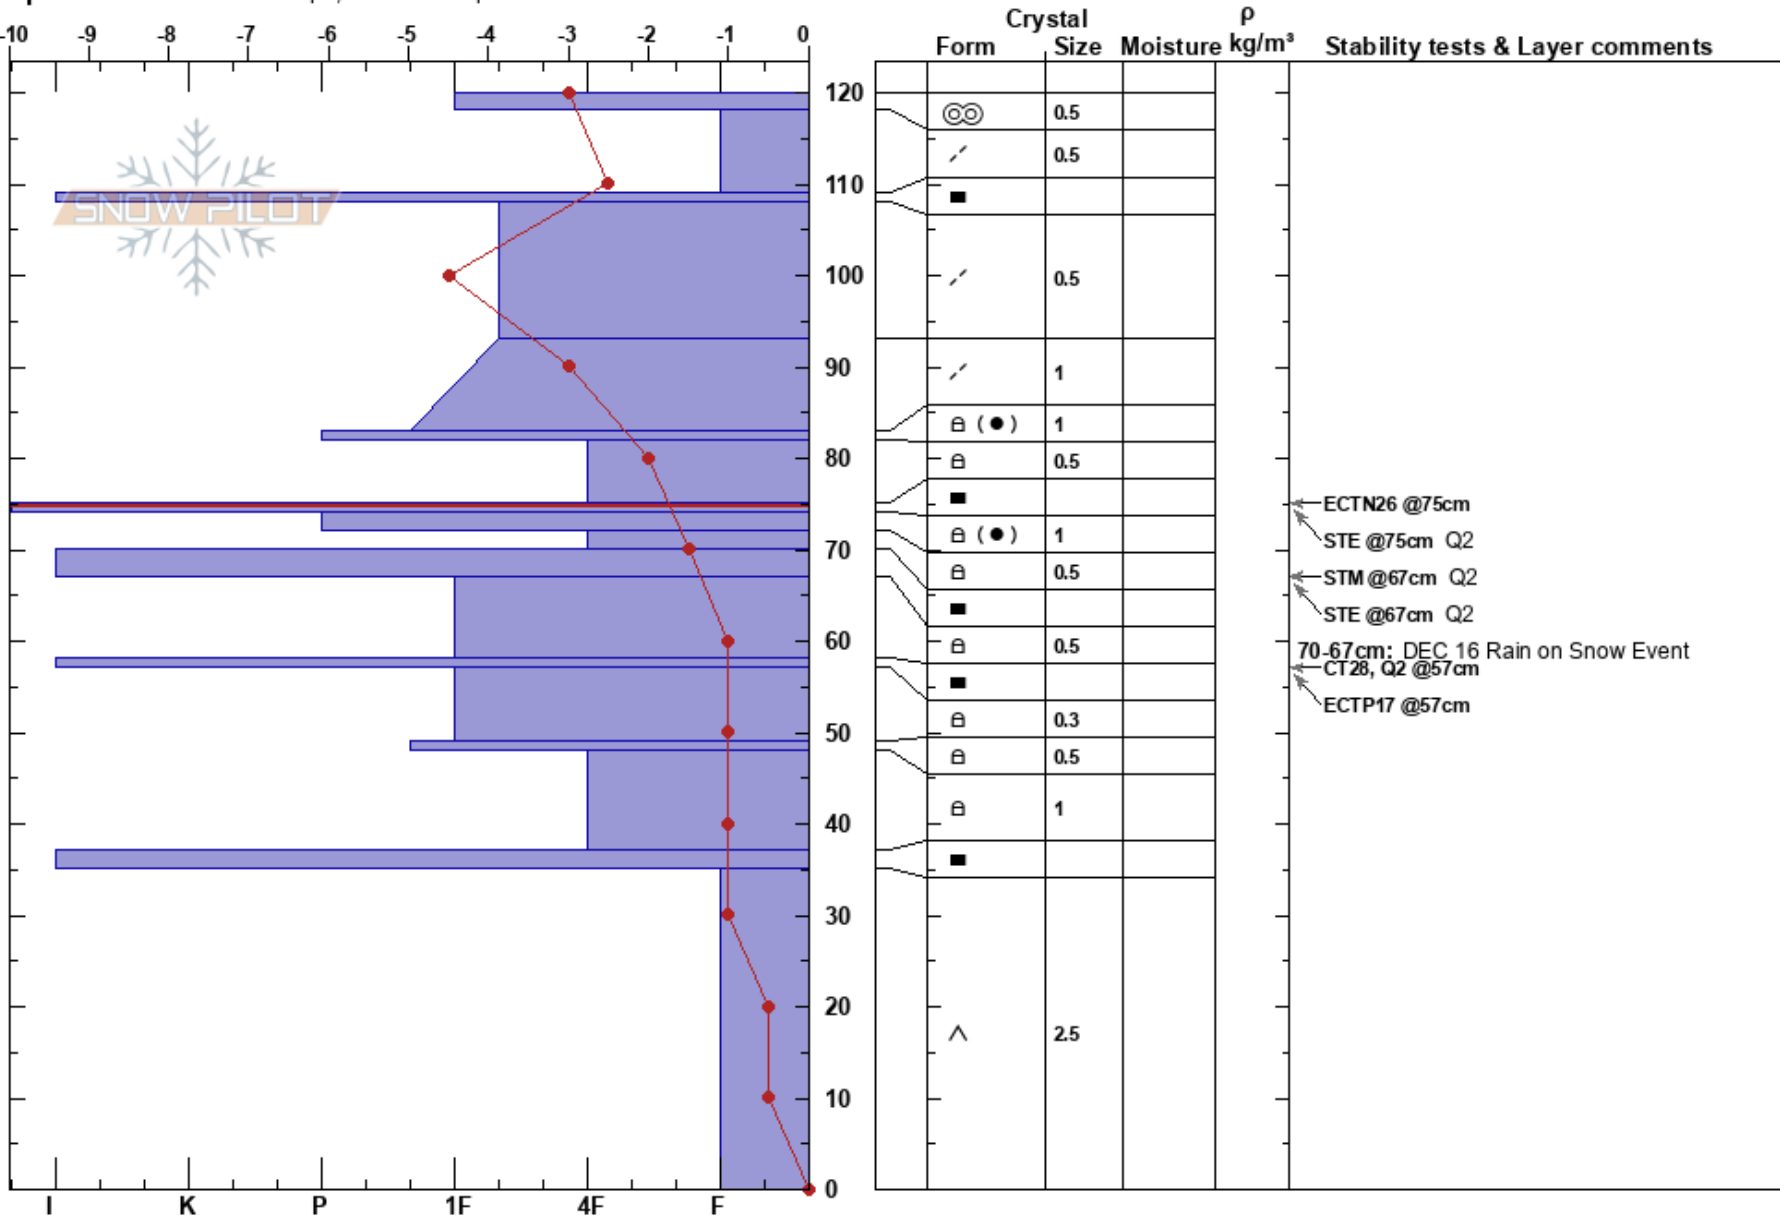 -10 -9 -8 -7 -6 -5 -4 -3 -2 -1 0
Crystal ρ
Form Size Moisture kg/m³ Stability tests & Layer comments
120
0.5
0.5
110
100
0.5
90
1
( ) 1
80
0.5
ECTN26 @75cm
( ) 1
STE @75cm Q2
70
0.5
STM @67cm Q2
STE @67cm Q2
60
0.5
70-67cm: DEC 16 Rain on Snow Event
CT28, Q2 @57cm
ECTP17 @57cm
50
0.3
0.5
40
1
30
20
2.5
10
0
I K P 1F 4F F
SNOW PILOT